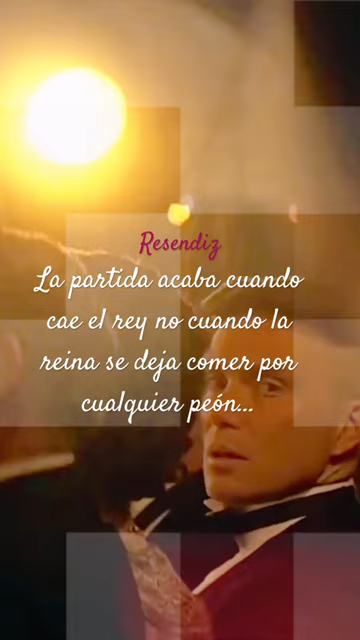 Resendiz
La partida acaba cuando
cae el rey no cuando la
reina se deja comer por
cualquier peón...